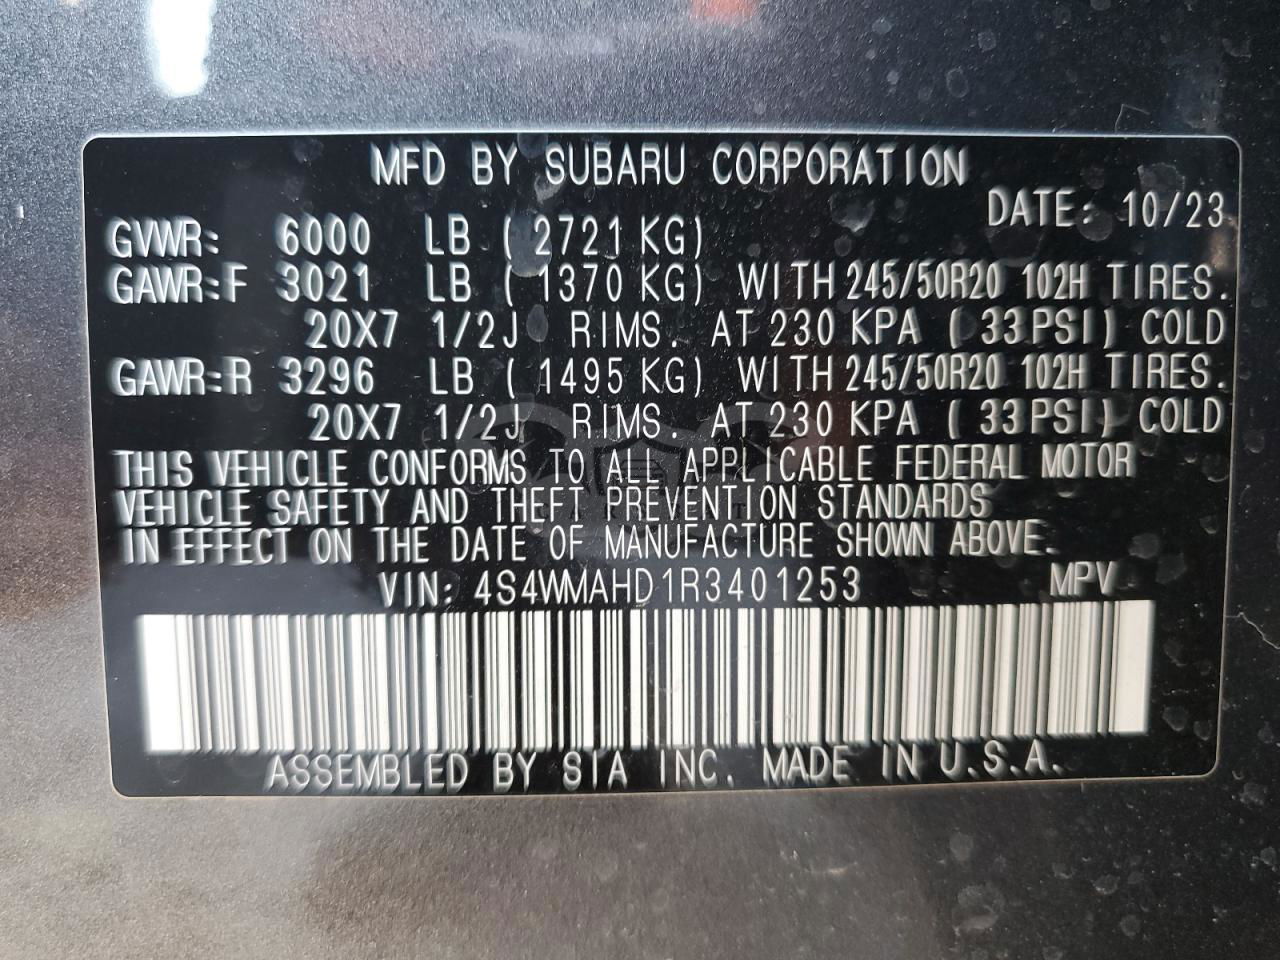 MFD BY SUBARU CORPORATION
DATE: 10/23
GVWR: 6000 LB ( 2721 KG)
GAWR:F 3021 LB ( 1370 KG) WITH 245/50R20 102H TIRES.
20X7 1/2J RIMS. AT 230 KPA ( 33PSI) COLD
GAWR:R 3296 LB ( 1495 KG) WITH 245/50R20 102H TIRES.
20X7 1/2J RIMS. AT 230 KPA ( 33PSI) COLD
THIS VEHICLE CONFORMS TO ALL APPLICABLE FEDERAL MOTOR
VEHICLE SAFETY AND THEFT PREVENTION STANDARDS
IN EFFECT ON THE DATE OF MANUFACTURE SHOWN ABOVE.
VIN: 4S4WMAHD1R3401253 MPV
ASSEMBLED BY SIA INC. MADE IN U.S.A.